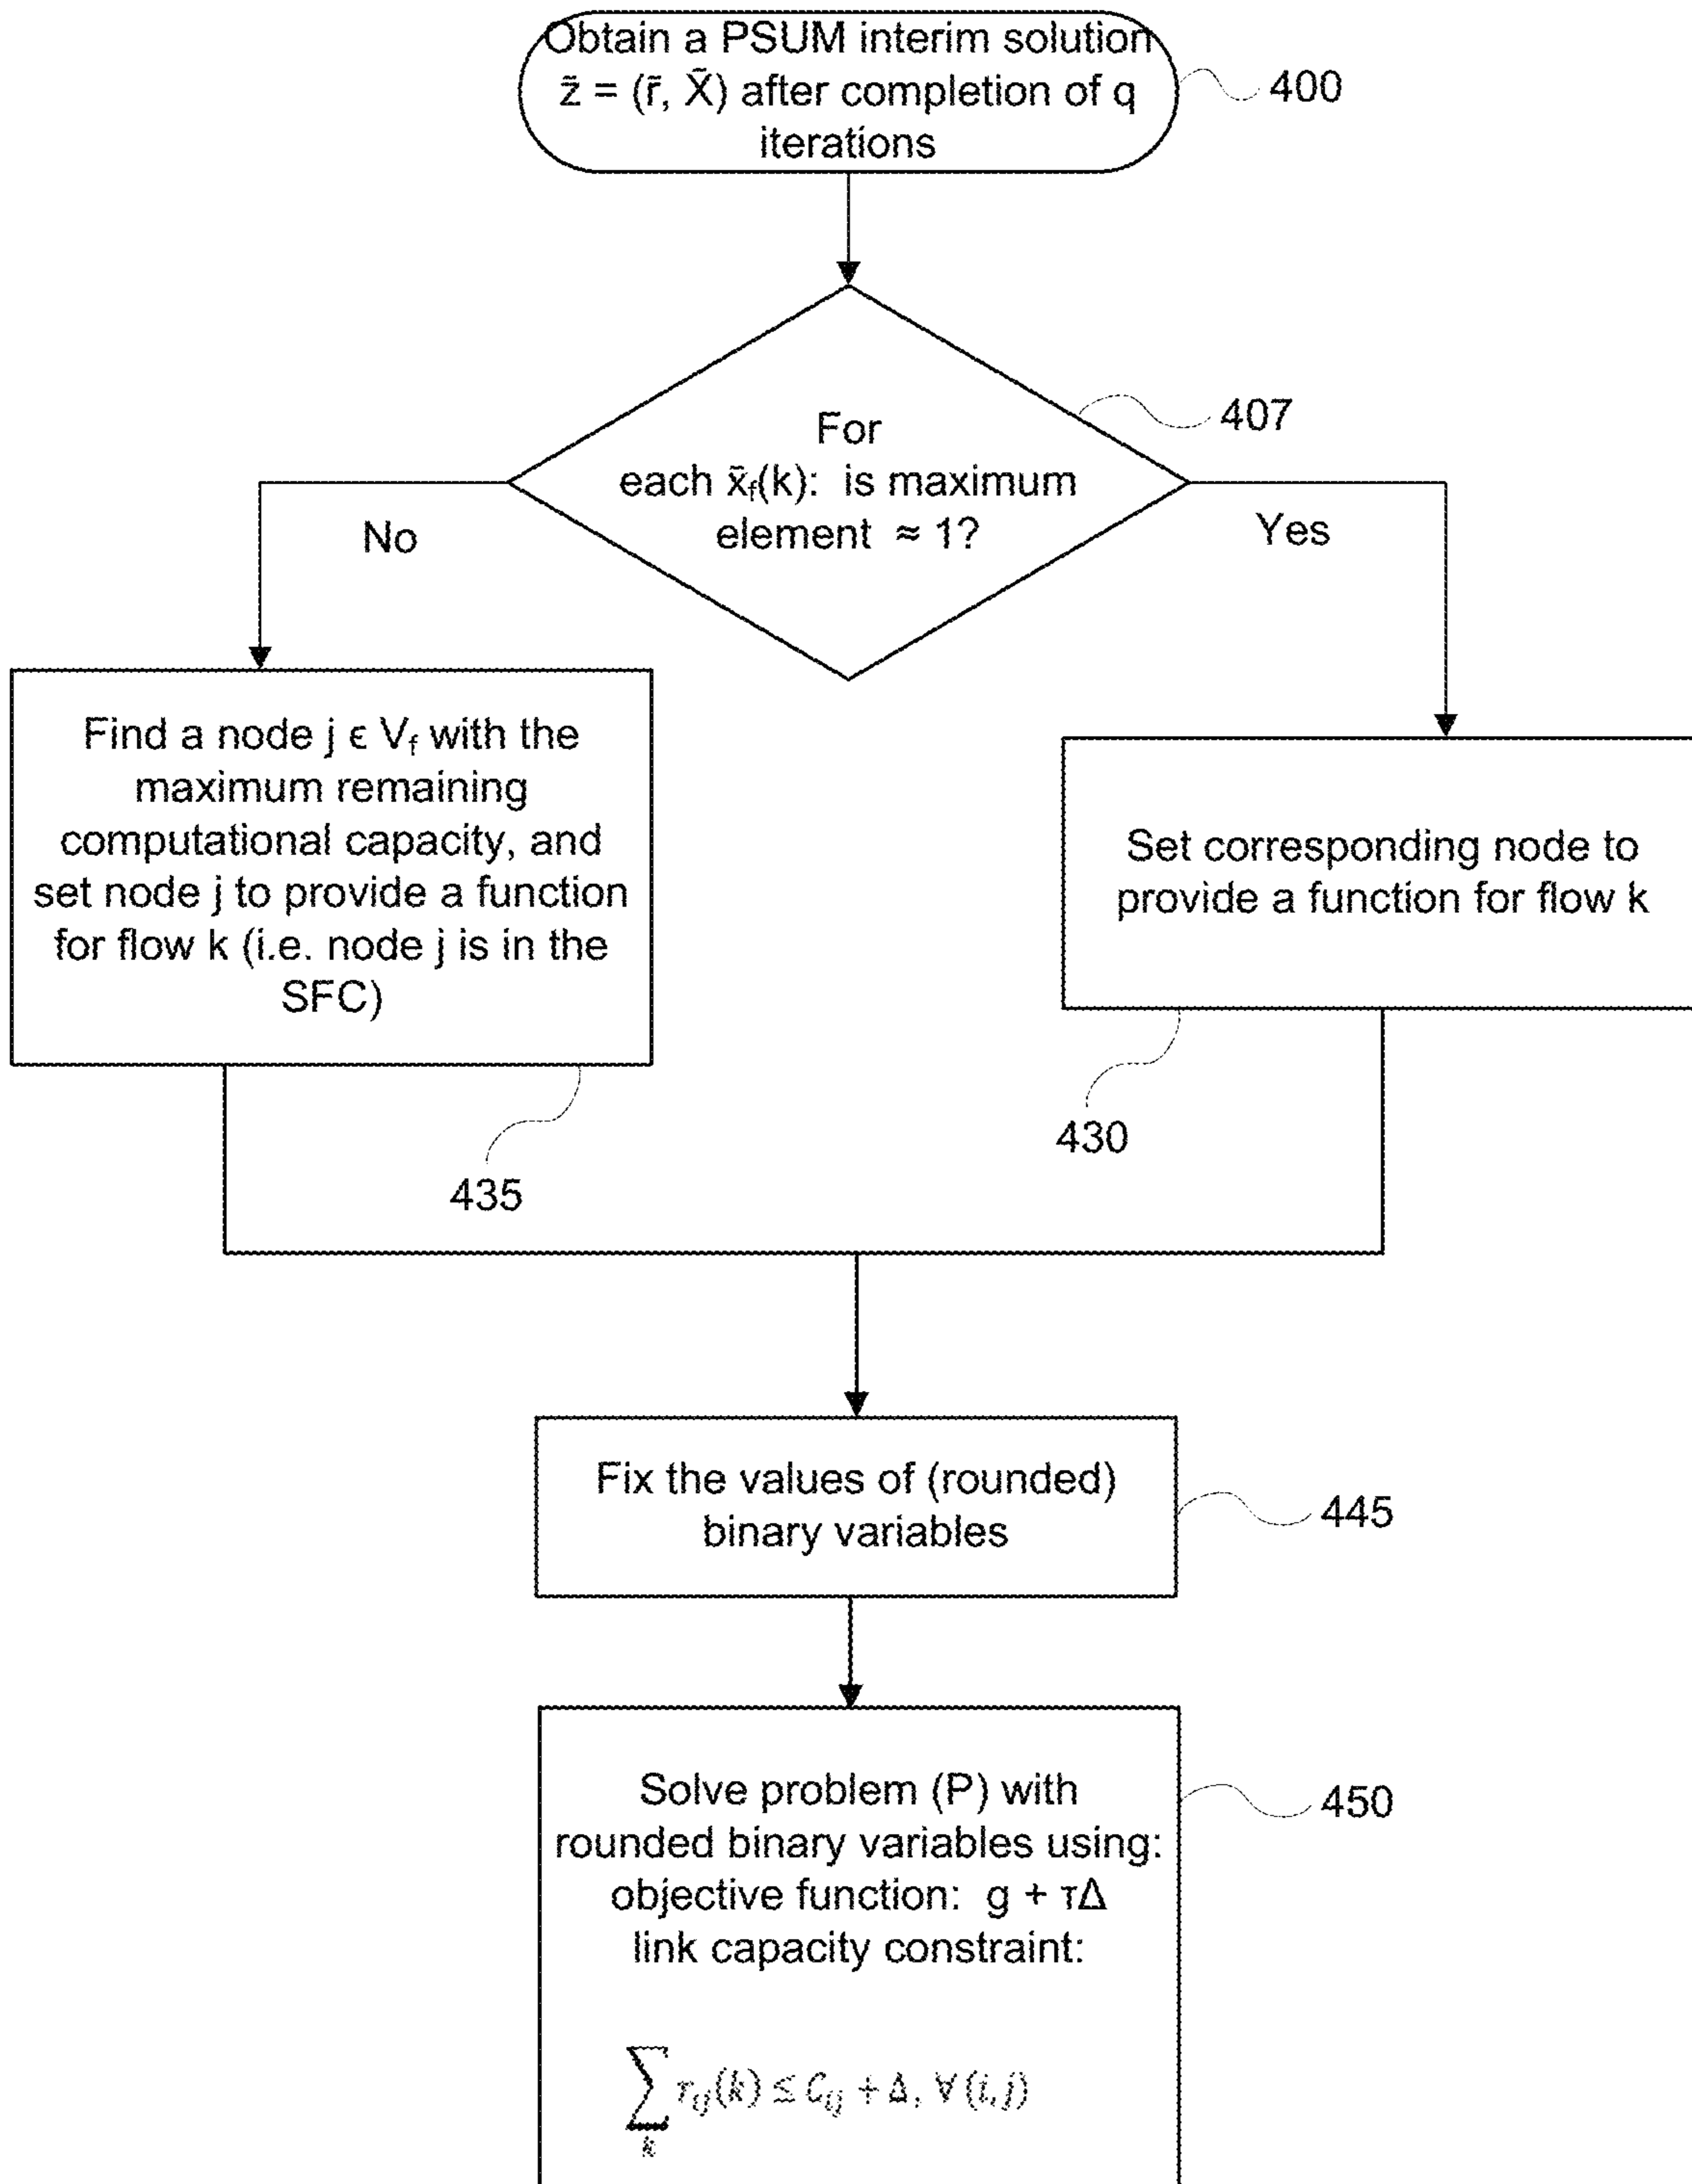 Obtain a PSUM interim solution
z̃ = (r̃, X̃) after completion of q
iterations
400
For
each x̄f(k): is maximum
element ≈ 1?
407
No
Yes
Find a node j ϵ Vf with the
maximum remaining
computational capacity, and
set node j to provide a function
for flow k (i.e. node j is in the
SFC)
435
Set corresponding node to
provide a function for flow k
430
Fix the values of (rounded)
binary variables
445
Solve problem (P) with
rounded binary variables using:
objective function: g + τΔ
link capacity constraint:
∑ rij(k) ≤ Cij + Δ, ∀ (i, j)
k
450